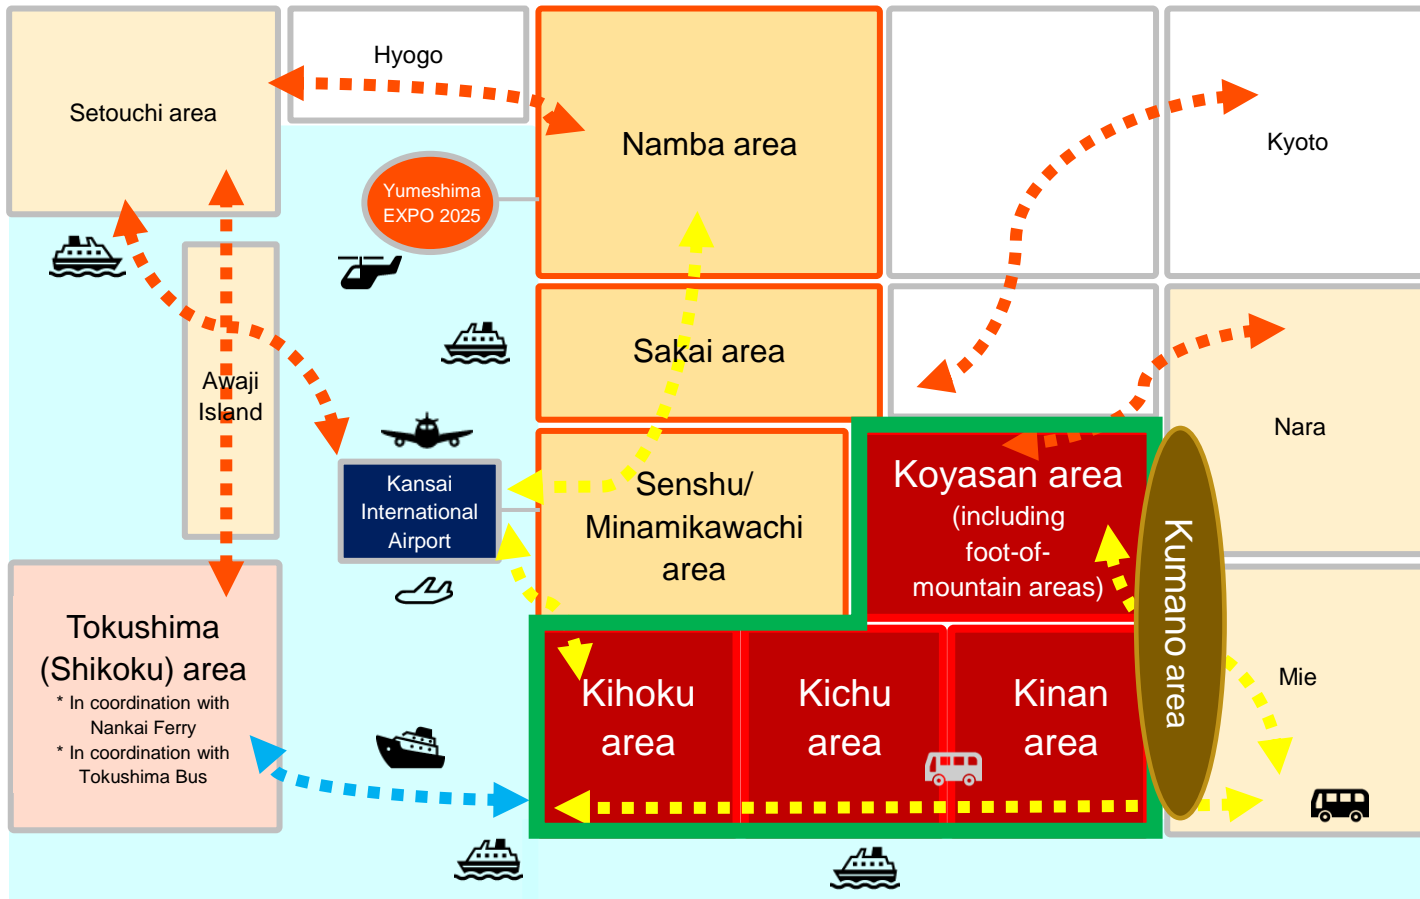 Hyogo
Setouchi area
Namba area
Kyoto
Yumeshima
EXPO 2025
Sakai area
Awaji
Island
Nara
Kansai
International
Airport
Senshu/
Minamikawachi
area
Koyasan area
(including
foot-of-
mountain areas)
Kumano area
Tokushima
(Shikoku) area
* In coordination with
Nankai Ferry
* In coordination with
Tokushima Bus
Kihoku
area
Kichu
area
Kinan
area
Mie